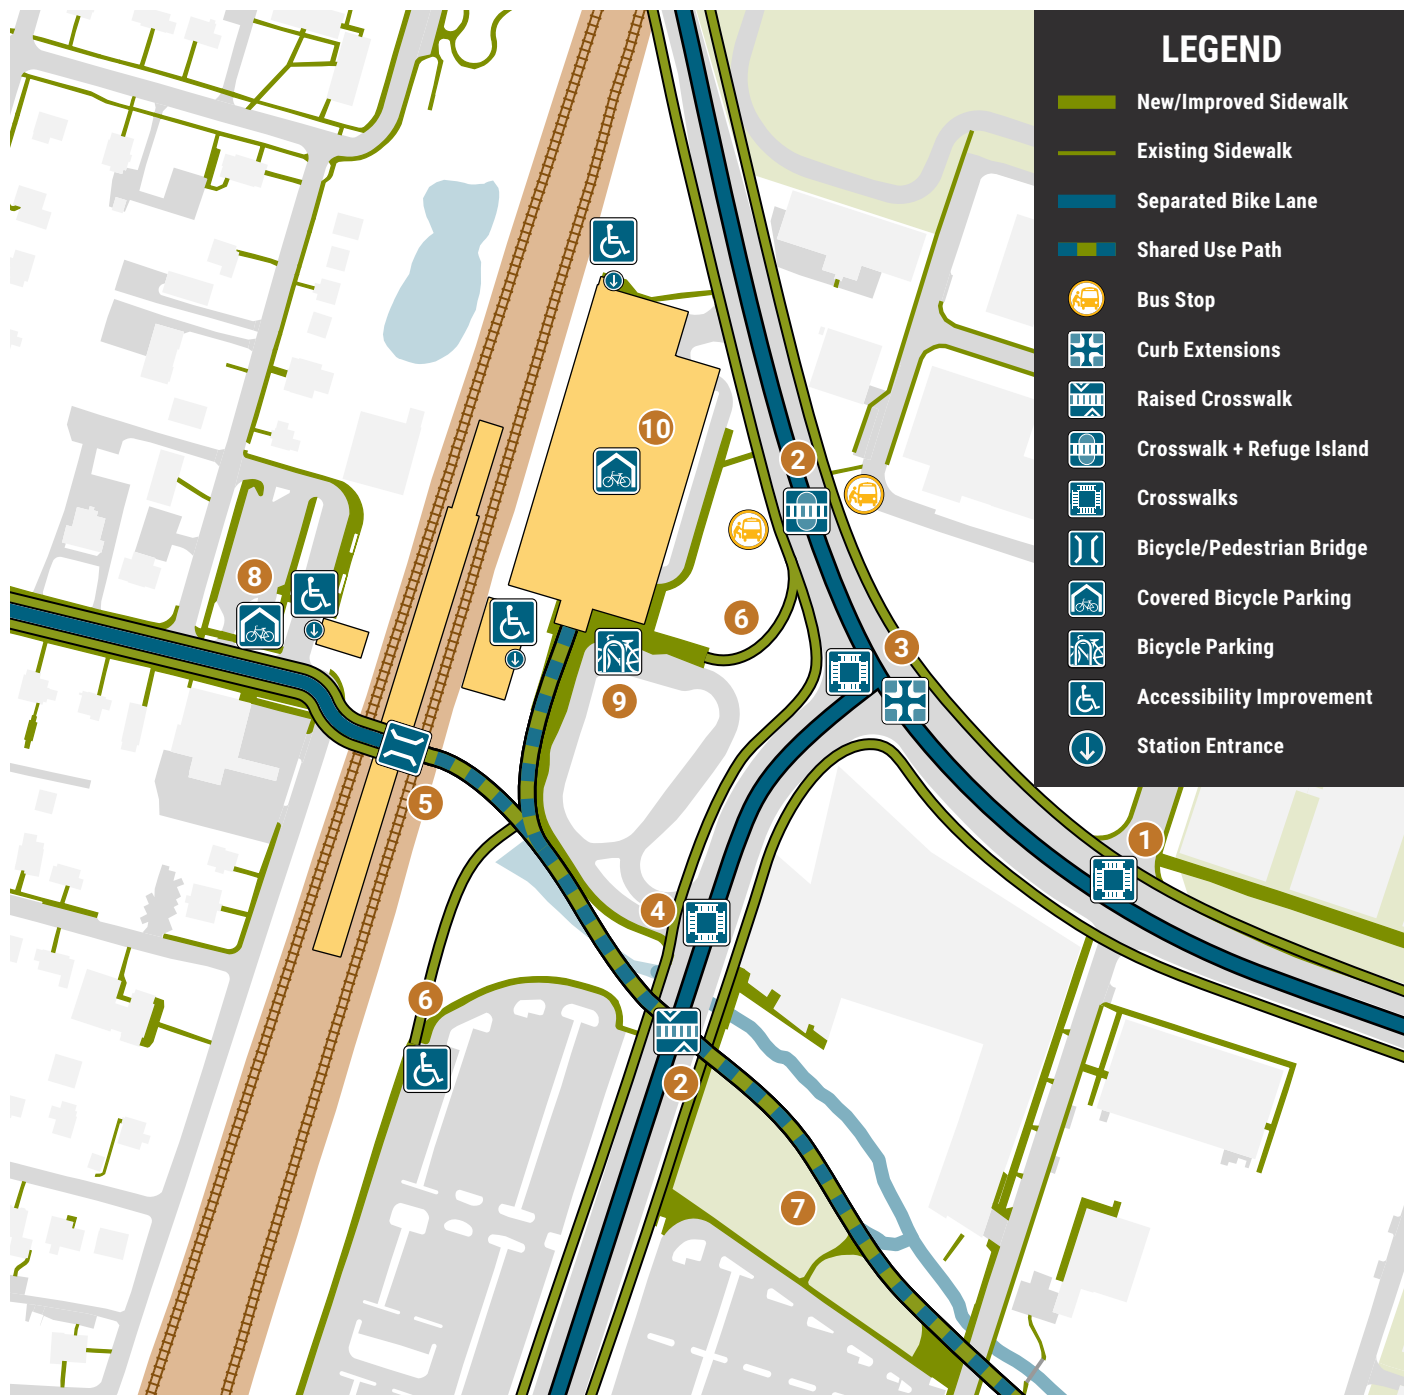 LEGEND
New/Improved Sidewalk
Existing Sidewalk
Separated Bike Lane
Shared Use Path
Bus Stop
Curb Extensions
Raised Crosswalk
Crosswalk + Refuge Island
Crosswalks
Bicycle/Pedestrian Bridge
Covered Bicycle Parking
Bicycle Parking
Accessibility Improvement
Station Entrance
10
2
8
6
3
9
5
1
4
6
2
7